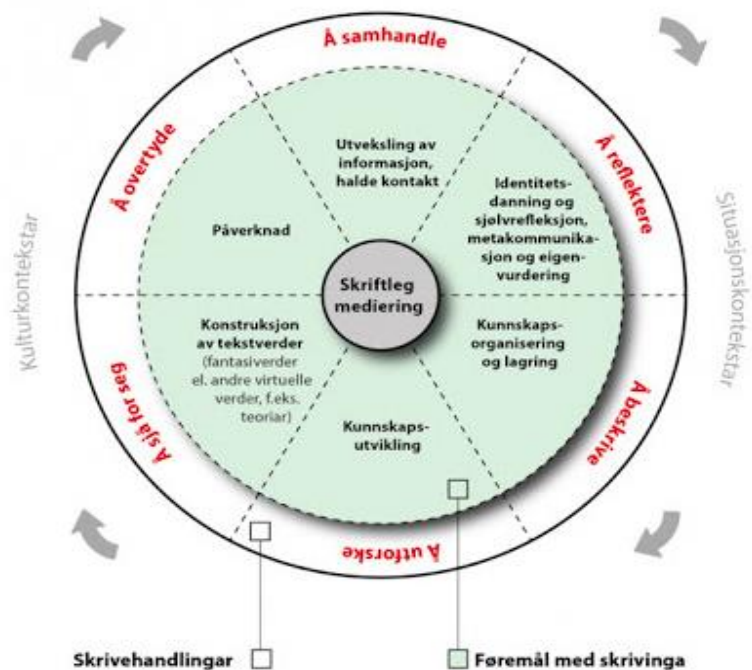 Å samhandle
Å overtyde
Å reflektere
Utveksling av
informasjon,
halde kontakt
Identitets-
danning og
sjølvrefleksjon,
metakommunika-
sjon og eigen-
vurdering
Påverknad
Kulturkontekstar
Situasjonskontekstar
Skriftleg
mediering
Konstruksjon
av tekstverder
(fantasiverder
el. andre virtuelle
verder, f.eks.
teoriar)
Kunnskaps-
organisering
og lagring
Kunnskaps-
utvikling
Å sjå for seg
Å beskrive
Å utforske
Skrivehandlingar
Føremål med skrivinga